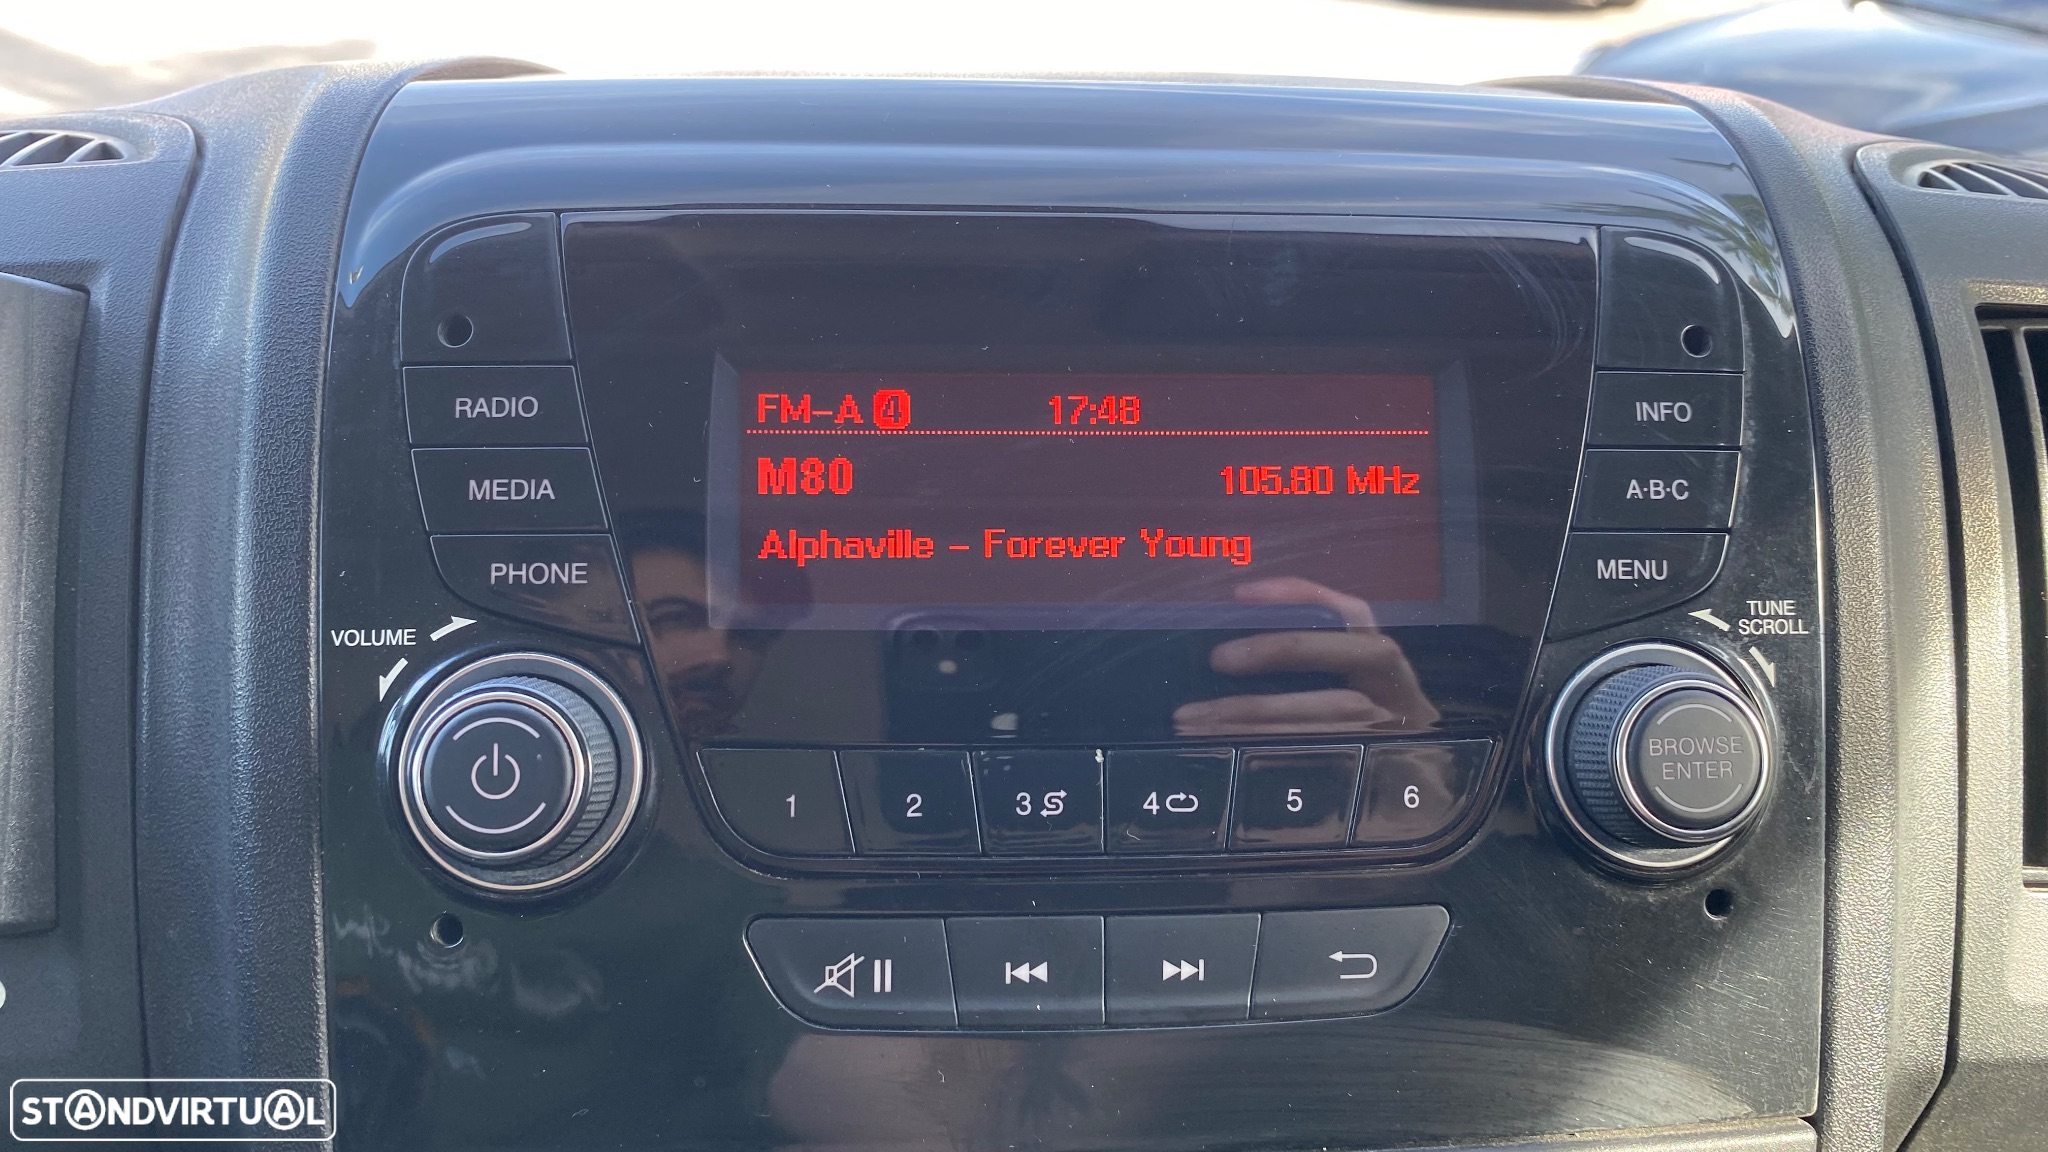 FM-A 4 17:48
M80 105.80 MHz
Alphaville - Forever Young
RADIO
MEDIA
PHONE
VOLUME
INFO
A·B·C
MENU
TUNE
SCROLL
BROWSE
ENTER
1 2 3 4 5 6
STANDVIRTUAL